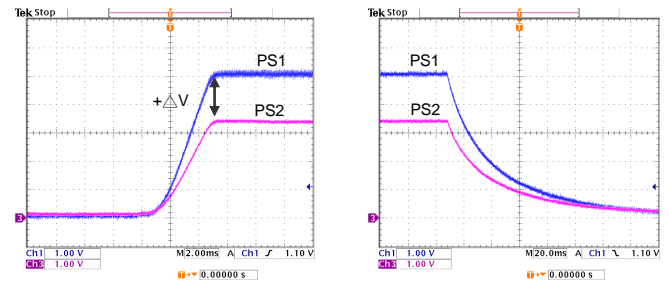 Tek Stop
T
T
PS1
+△V
PS2
3
Ch1 1.00 V M 2.00ms A Ch1 ʃ 1.10 V
Ch3 1.00 V
T→▾ 0.00000 s
Tek Stop
T
T
PS1
PS2
3
Ch1 1.00 V M 20.0ms A Ch1 ʅ 1.10 V
Ch3 1.00 V
T→▾ 0.00000 s